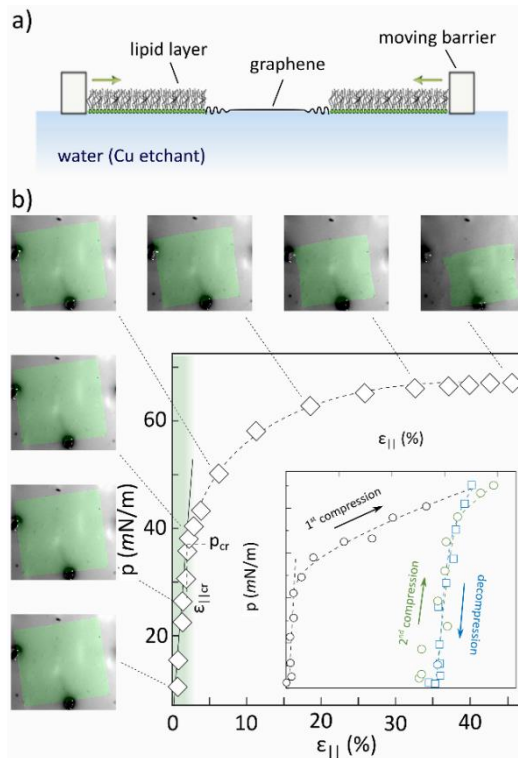 a)
lipid layer
moving barrier
graphene
water (Cu etchant)
b)
60
40
20
p (mN/m)
p_cr
ε||cr
ε|| (%)
1st compression
p (mN/m)
2nd compression
decompression
0 10 20 30 40
ε|| (%)